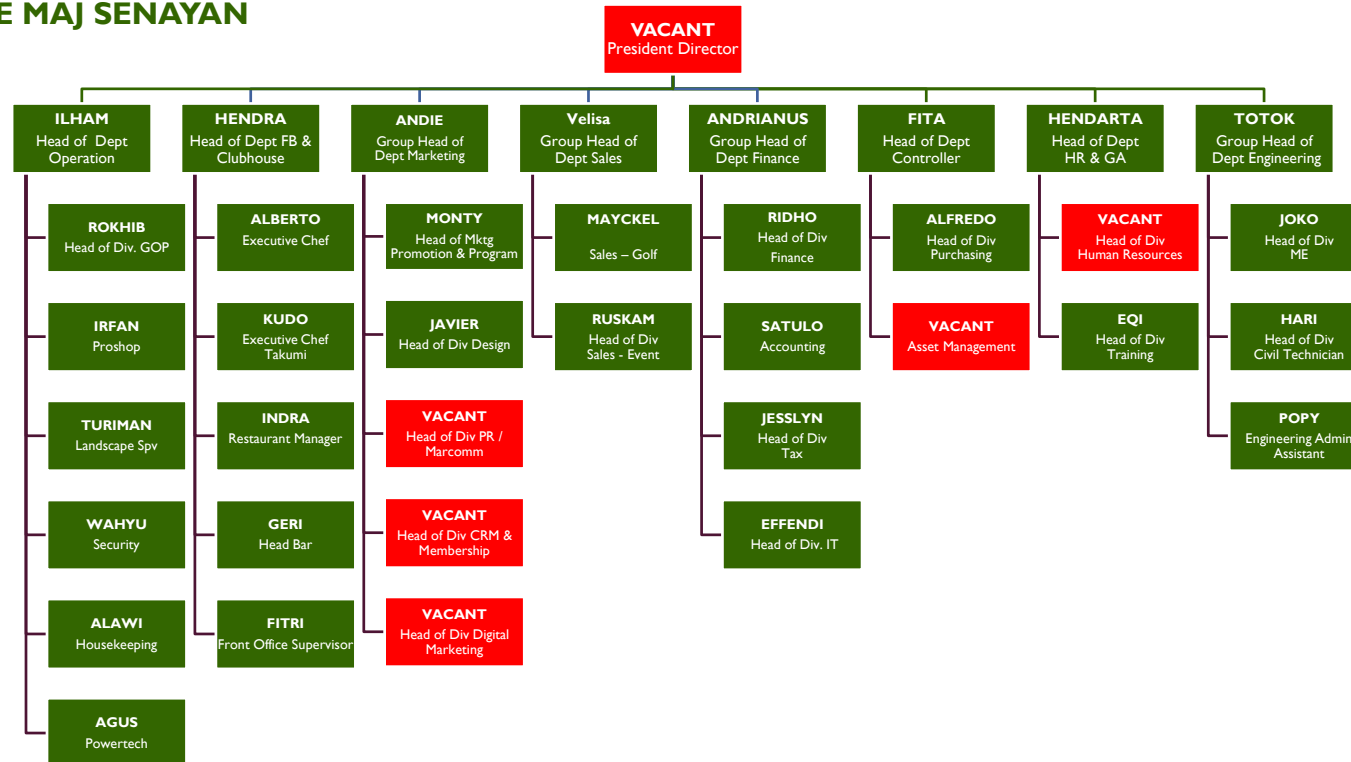 E MAJ SENAYAN
VACANT
President Director
ILHAM
Head of Dept
Operation
HENDRA
Head of Dept FB &
Clubhouse
ANDIE
Group Head of
Dept Marketing
Velisa
Group Head of
Dept Sales
ANDRIANUS
Group Head of
Dept Finance
FITA
Head of Dept
Controller
HENDARTA
Head of Dept
HR & GA
TOTOK
Group Head of
Dept Engineering
ROKHIB
Head of Div. GOP
IRFAN
Proshop
TURIMAN
Landscape Spv
WAHYU
Security
ALAWI
Housekeeping
AGUS
Powertech
ALBERTO
Executive Chef
KUDO
Executive Chef
Takumi
INDRA
Restaurant Manager
GERI
Head Bar
FITRI
Front Office Supervisor
MONTY
Head of Mktg
Promotion & Program
JAVIER
Head of Div Design
VACANT
Head of Div PR /
Marcomm
VACANT
Head of Div CRM &
Membership
VACANT
Head of Div Digital
Marketing
MAYCKEL
Sales – Golf
RUSKAM
Head of Div
Sales - Event
RIDHO
Head of Div
Finance
SATULO
Accounting
JESSLYN
Head of Div
Tax
EFFENDI
Head of Div. IT
ALFREDO
Head of Div
Purchasing
VACANT
Asset Management
VACANT
Head of Div
Human Resources
EQI
Head of Div
Training
JOKO
Head of Div
ME
HARI
Head of Div
Civil Technician
POPY
Engineering Admin
Assistant